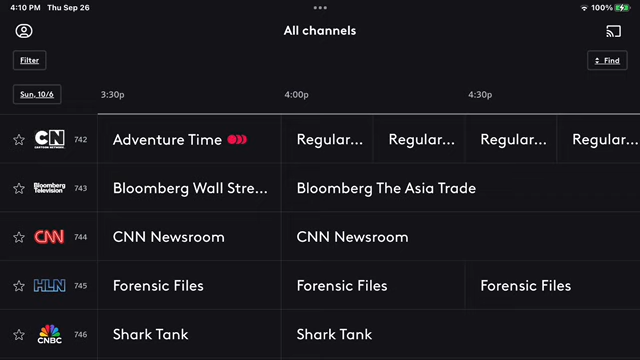 4:10 PM Thu Sep 26
100%
All channels
Filter
Find
Sun, 10/6 3:30p 4:00p 4:30p
CN CARTOON NETWORK 742 Adventure Time Regular... Regular... Regular... Regular...
Bloomberg Television 743 Bloomberg Wall Stre... Bloomberg The Asia Trade
CNN 744 CNN Newsroom CNN Newsroom
HLN 745 Forensic Files Forensic Files Forensic Files
CNBC 746 Shark Tank Shark Tank